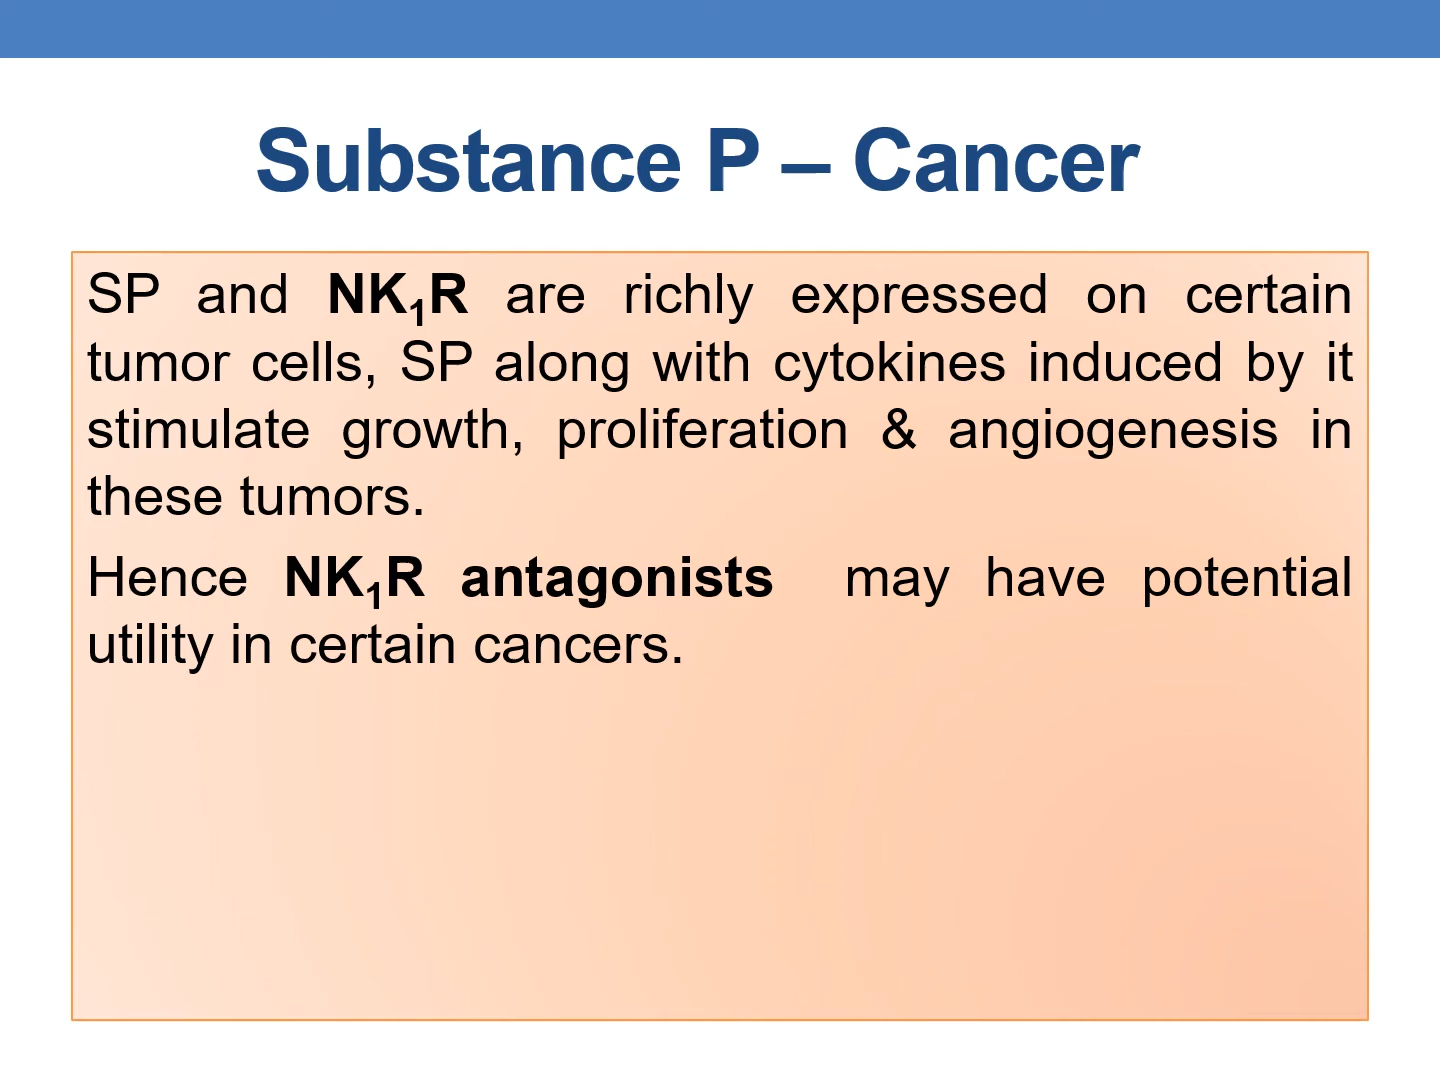 Substance P – Cancer
SP and NK₁R are richly expressed on certain
tumor cells, SP along with cytokines induced by it
stimulate growth, proliferation & angiogenesis in
these tumors.
Hence NK₁R antagonists may have potential
utility in certain cancers.